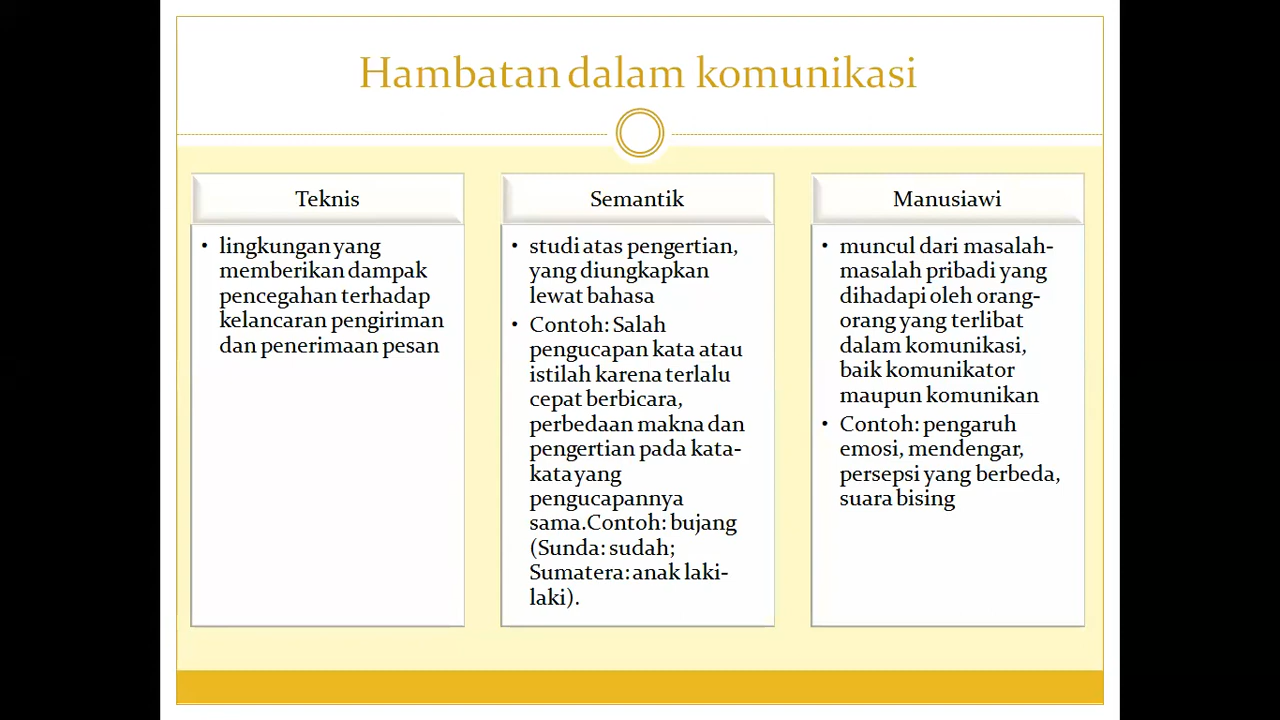 Hambatan dalam komunikasi
Teknis
• lingkungan yang
memberikan dampak
pencegahan terhadap
kelancaran pengiriman
dan penerimaan pesan
Semantik
• studi atas pengertian,
yang diungkapkan
lewat bahasa
• Contoh: Salah
pengucapan kata atau
istilah karena terlalu
cepat berbicara,
perbedaan makna dan
pengertian pada kata-
kata yang
pengucapannya
sama.Contoh: bujang
(Sunda: sudah;
Sumatera: anak laki-
laki).
Manusiawi
• muncul dari masalah-
masalah pribadi yang
dihadapi oleh orang-
orang yang terlibat
dalam komunikasi,
baik komunikator
maupun komunikan
• Contoh: pengaruh
emosi, mendengar,
persepsi yang berbeda,
suara bising